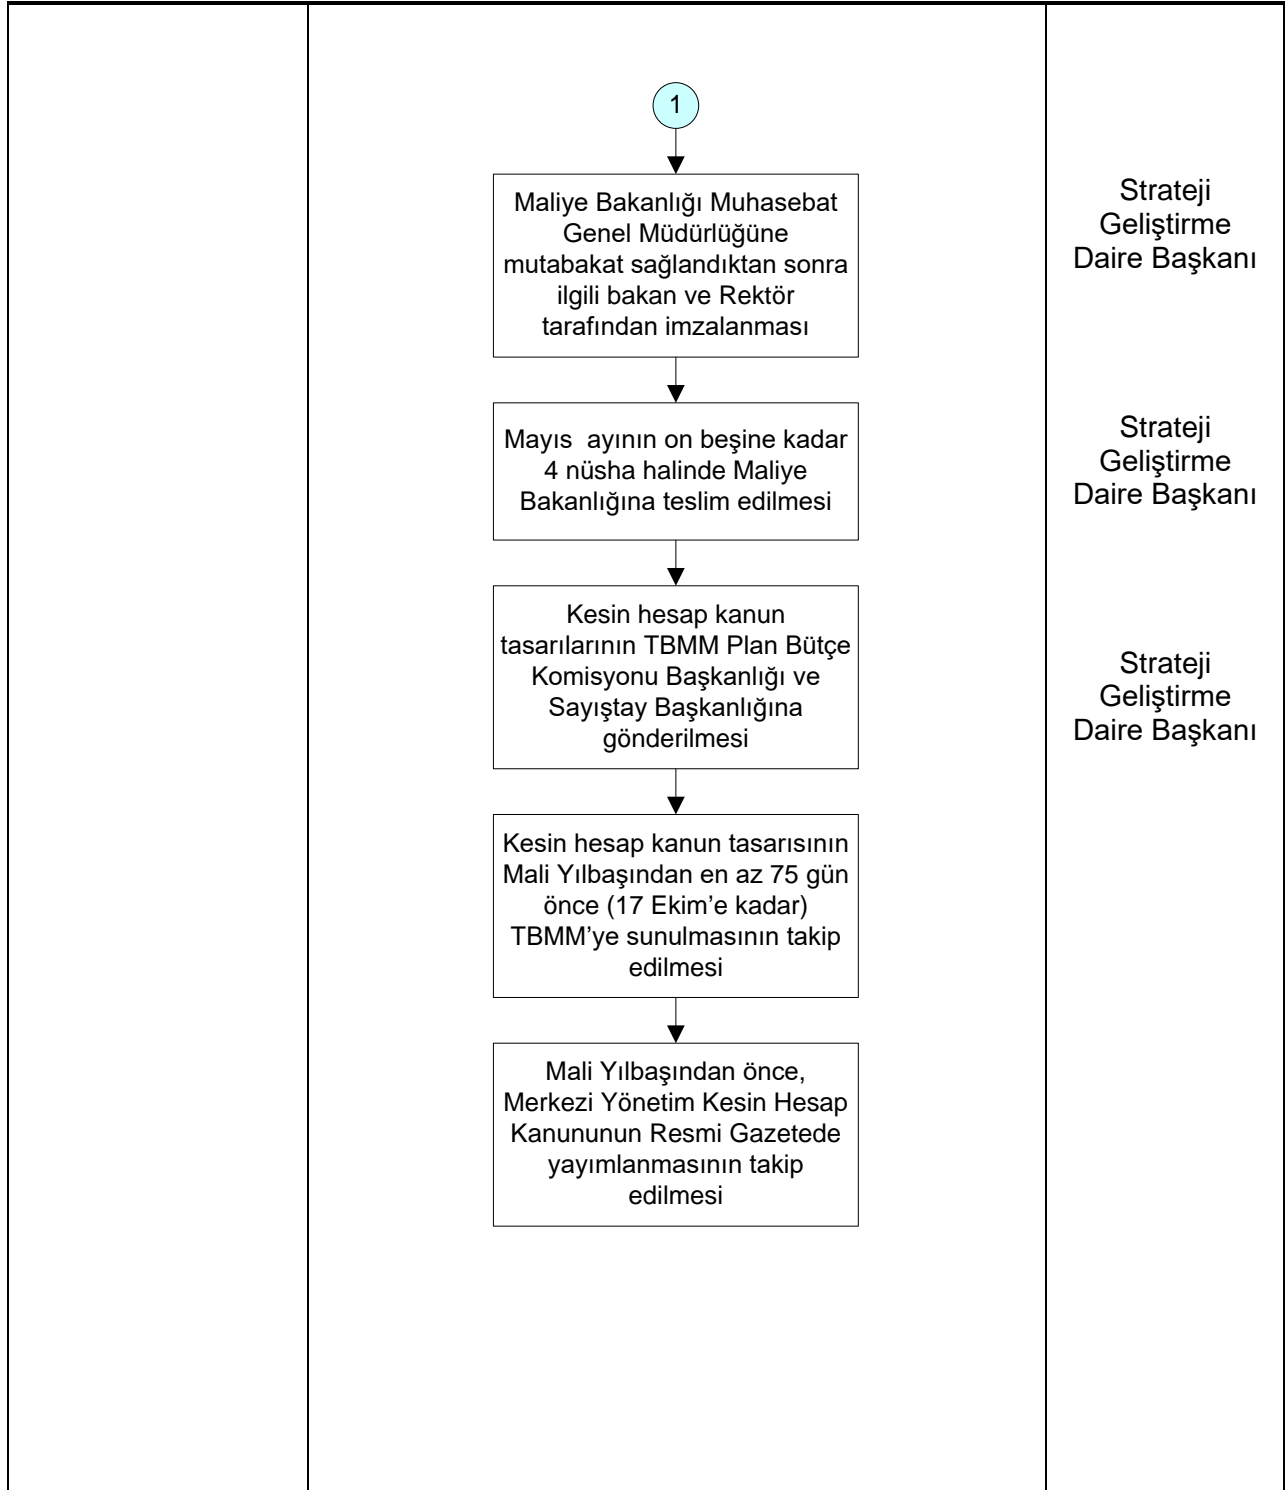 1
Maliye Bakanlığı Muhasebat
Genel Müdürlüğüne
mutabakat sağlandıktan sonra
ilgili bakan ve Rektör
tarafından imzalanması
Strateji
Geliştirme
Daire Başkanı
Mayıs  ayının on beşine kadar
4 nüsha halinde Maliye
Bakanlığına teslim edilmesi
Strateji
Geliştirme
Daire Başkanı
Kesin hesap kanun
tasarılarının TBMM Plan Bütçe
Komisyonu Başkanlığı ve
Sayıştay Başkanlığına
gönderilmesi
Strateji
Geliştirme
Daire Başkanı
Kesin hesap kanun tasarısının
Mali Yılbaşından en az 75 gün
önce (17 Ekim’e kadar)
TBMM’ye sunulmasının takip
edilmesi
Mali Yılbaşından önce,
Merkezi Yönetim Kesin Hesap
Kanununun Resmi Gazetede
yayımlanmasının takip
edilmesi